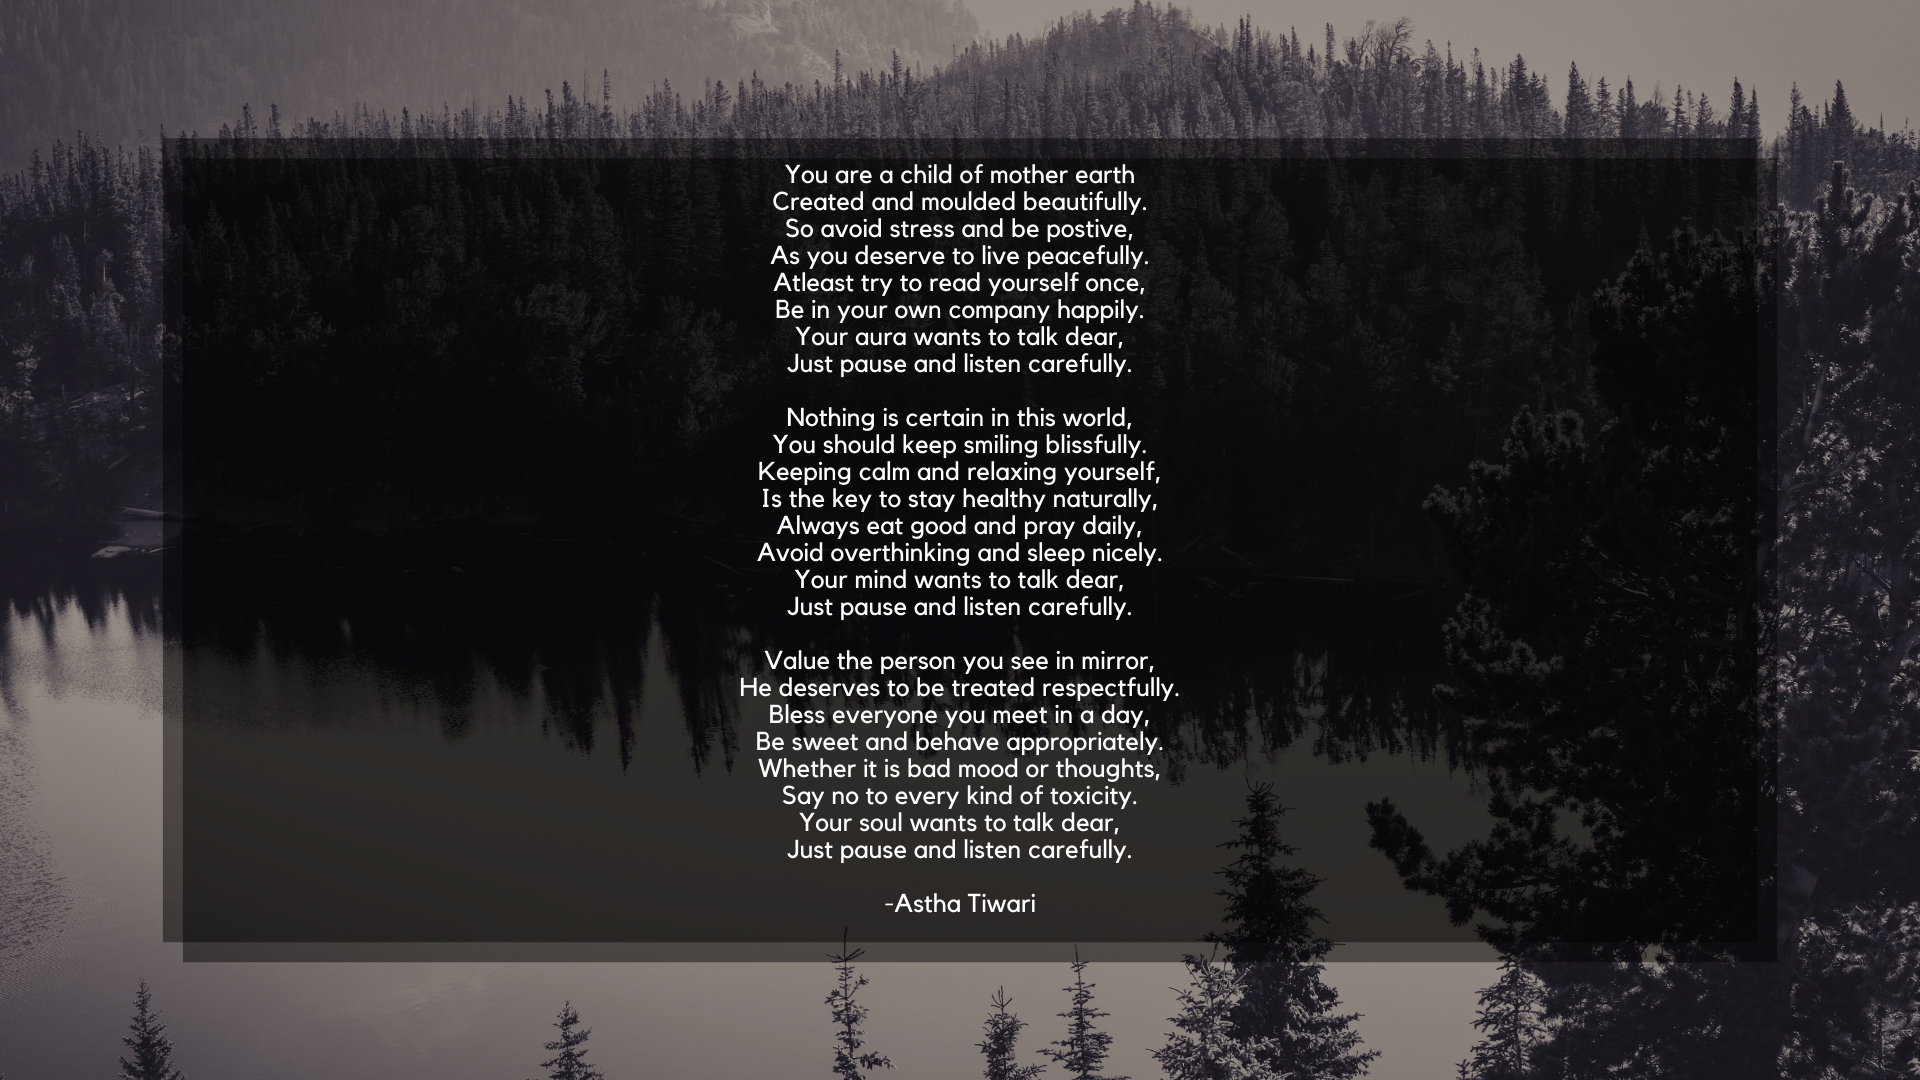 You are a child of mother earth
Created and moulded beautifully.
So avoid stress and be postive,
As you deserve to live peacefully.
Atleast try to read yourself once,
Be in your own company happily.
Your aura wants to talk dear,
Just pause and listen carefully.
Nothing is certain in this world,
You should keep smiling blissfully.
Keeping calm and relaxing yourself,
Is the key to stay healthy naturally,
Always eat good and pray daily,
Avoid overthinking and sleep nicely.
Your mind wants to talk dear,
Just pause and listen carefully.
Value the person you see in mirror,
He deserves to be treated respectfully.
Bless everyone you meet in a day,
Be sweet and behave appropriately.
Whether it is bad mood or thoughts,
Say no to every kind of toxicity.
Your soul wants to talk dear,
Just pause and listen carefully.
-Astha Tiwari